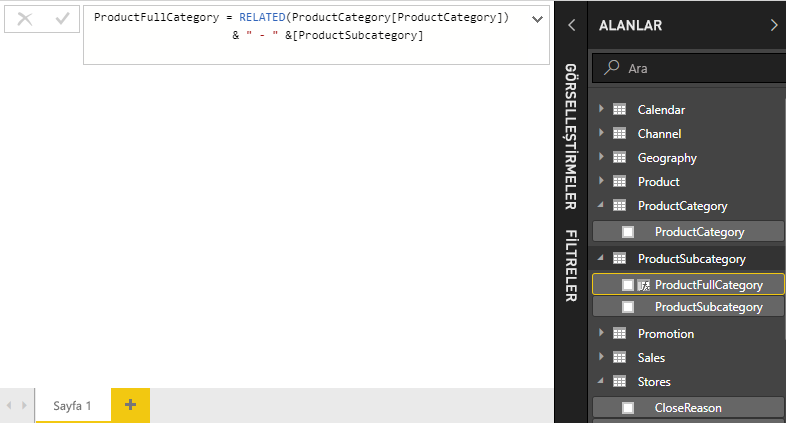 ProductFullCategory = RELATED(ProductCategory[ProductCategory])
& " - " &[ProductSubcategory]
Sayfa 1
GÖRSELLEŞTİRMELER
FİLTRELER
ALANLAR
Ara
Calendar
Channel
Geography
Product
ProductCategory
ProductCategory
ProductSubcategory
ProductFullCategory
ProductSubcategory
Promotion
Sales
Stores
CloseReason